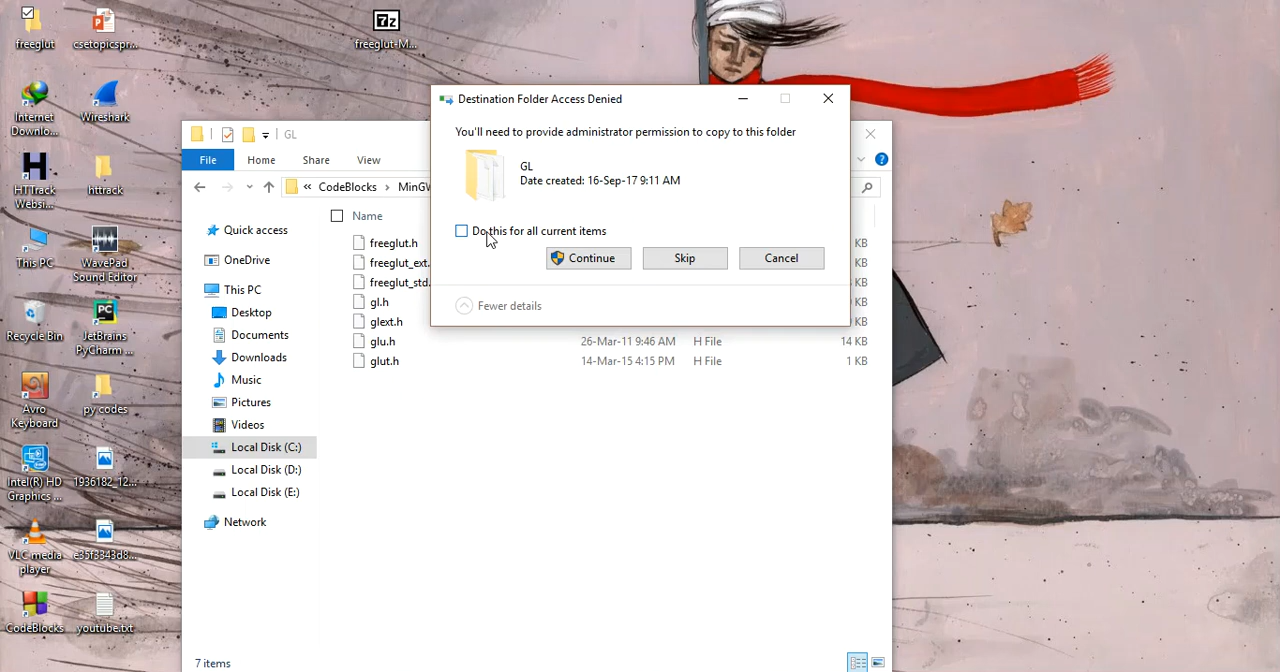 freeglut
csetopicspr...
freeglut-M...
Internet
Downlo...
Wireshark
HTTrack
Websi...
httrack
This PC
WavePad
Sound Editor
Recycle Bin
JetBrains
PyCharm ...
Avro
Keyboard
py codes
Intel(R) HD
Graphics ...
1936182_12...
VLC media
player
e35f3343d8...
CodeBlocks
youtube.txt
GL
File
Home
Share
View
« CodeBlocks › MinGW
Quick access
OneDrive
This PC
Desktop
Documents
Downloads
Music
Pictures
Videos
Local Disk (C:)
Local Disk (D:)
Local Disk (E:)
Network
Name
freeglut.h KB
freeglut_ext. KB
freeglut_std. KB
gl.h KB
glext.h KB
glu.h 26-Mar-11 9:46 AM H File 14 KB
glut.h 14-Mar-15 4:15 PM H File 1 KB
7 items
Destination Folder Access Denied
You'll need to provide administrator permission to copy to this folder
GL
Date created: 16-Sep-17 9:11 AM
Do this for all current items
Continue
Skip
Cancel
Fewer details